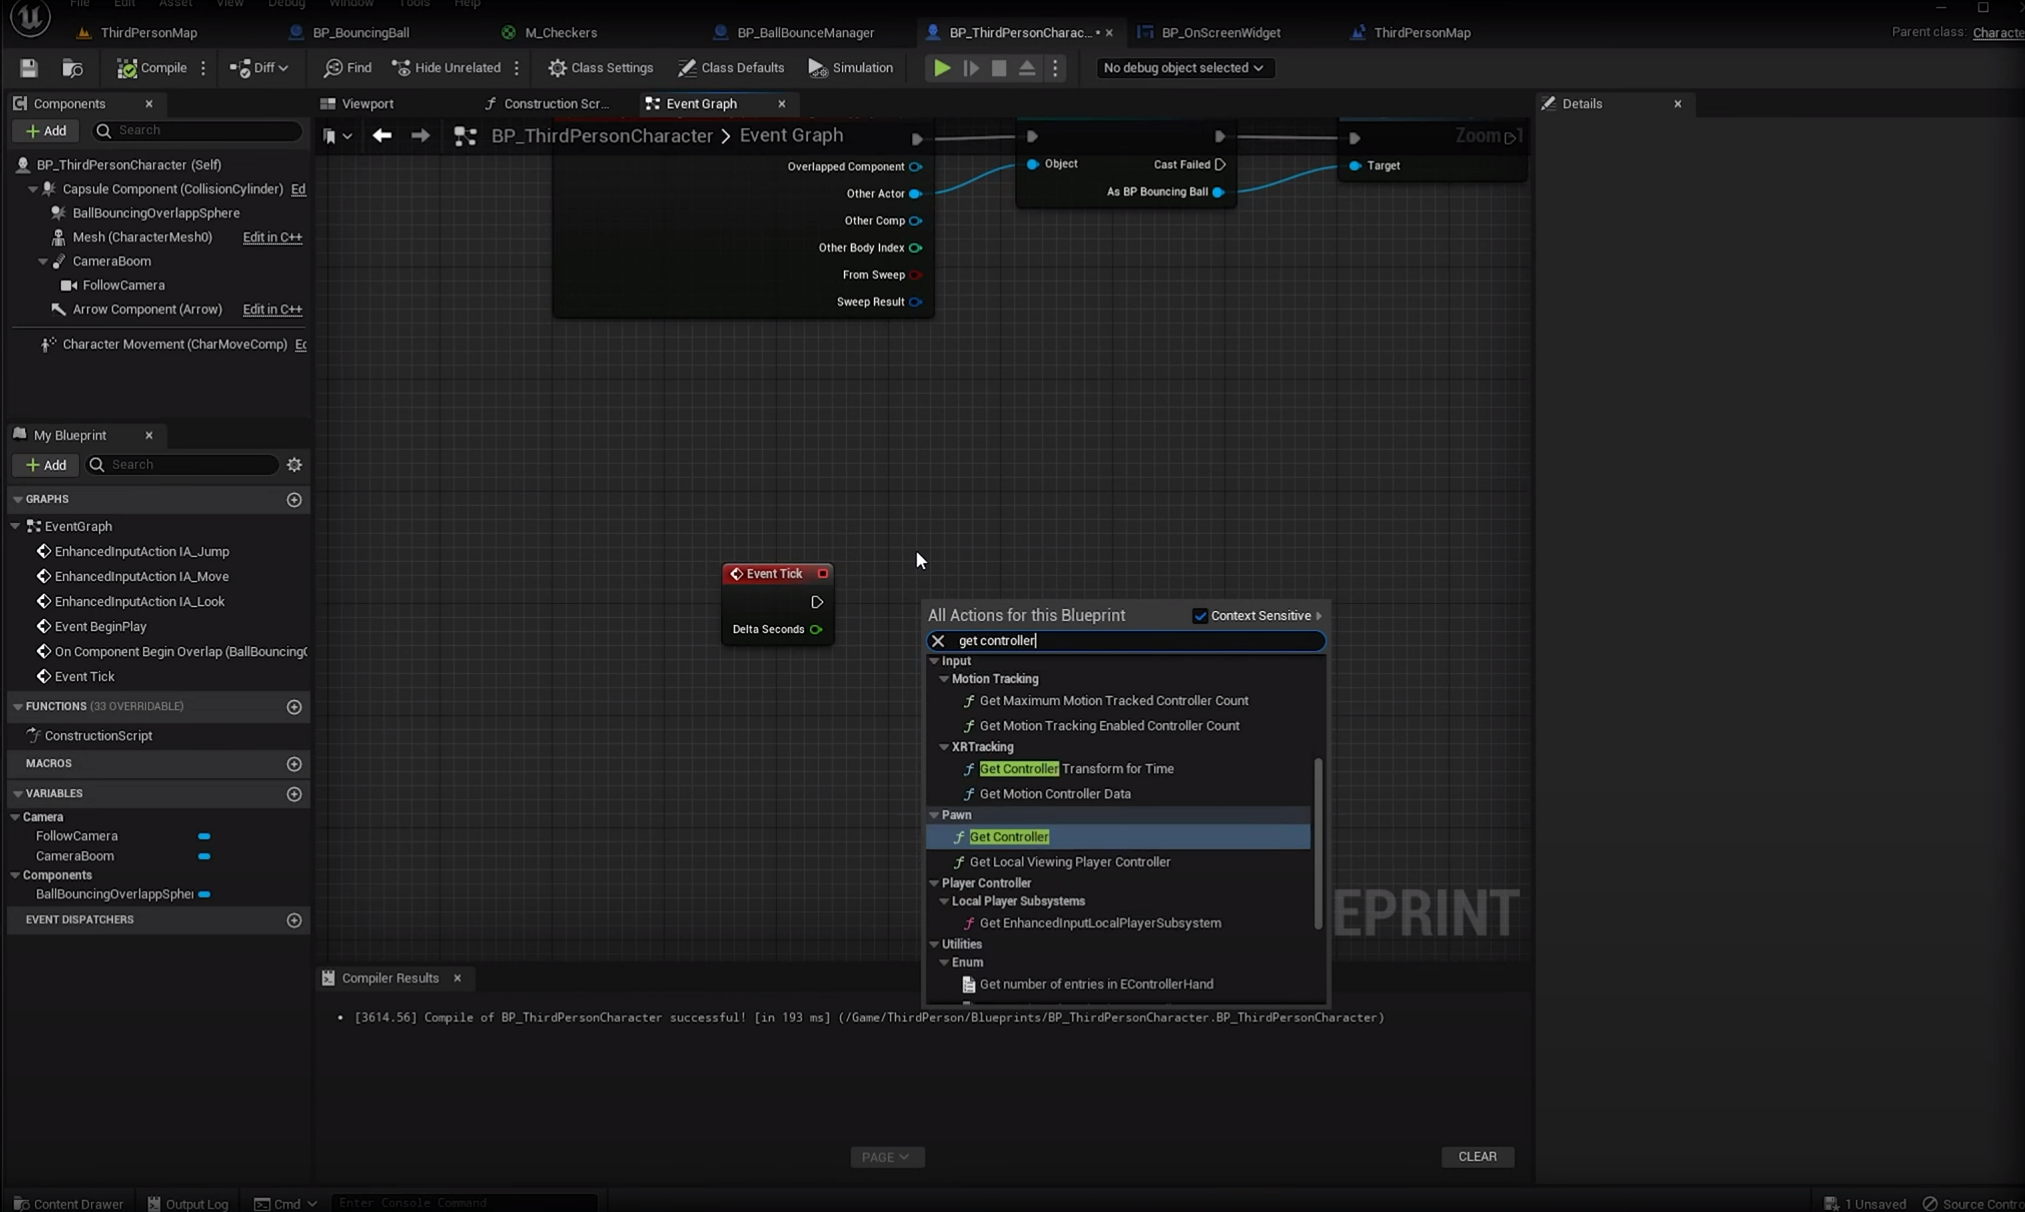 File Edit Asset View Debug Window Tools Help
ThirdPersonMap BP_BouncingBall M_Checkers BP_BallBounceManager BP_ThirdPersonCharac... • BP_OnScreenWidget ThirdPersonMap Parent class: Characte
Compile Diff Find Hide Unrelated Class Settings Class Defaults Simulation No debug object selected
Components Viewport Construction Scr... Event Graph Details
Add Search BP_ThirdPersonCharacter > Event Graph Zoom -1
BP_ThirdPersonCharacter (Self)
Capsule Component (CollisionCylinder) Ed
BallBouncingOverlappSphere
Mesh (CharacterMesh0) Edit in C++
CameraBoom
FollowCamera
Arrow Component (Arrow) Edit in C++
Character Movement (CharMoveComp) Ec
Overlapped Component
Other Actor
Other Comp
Other Body Index
From Sweep
Sweep Result
Object Cast Failed
As BP Bouncing Ball
Target
My Blueprint
Add Search
GRAPHS
EventGraph
EnhancedInputAction IA_Jump
EnhancedInputAction IA_Move
EnhancedInputAction IA_Look
Event BeginPlay
On Component Begin Overlap (BallBouncing(
Event Tick
FUNCTIONS (33 OVERRIDABLE)
ConstructionScript
MACROS
VARIABLES
Camera
FollowCamera
CameraBoom
Components
BallBouncingOverlappSpher
EVENT DISPATCHERS
Event Tick
Delta Seconds
All Actions for this Blueprint Context Sensitive
get controller
Input
Motion Tracking
Get Maximum Motion Tracked Controller Count
Get Motion Tracking Enabled Controller Count
XRTracking
Get Controller Transform for Time
Get Motion Controller Data
Pawn
Get Controller
Get Local Viewing Player Controller
Player Controller
Local Player Subsystems
Get EnhancedInputLocalPlayerSubsystem
Utilities
Enum
Get number of entries in EControllerHand
EPRINT
Compiler Results
• [3614.56] Compile of BP_ThirdPersonCharacter successful! [in 193 ms] (/Game/ThirdPerson/Blueprints/BP_ThirdPersonCharacter.BP_ThirdPersonCharacter)
PAGE CLEAR
Content Drawer Output Log Cmd Enter Console Command 1 Unsaved Source Contro